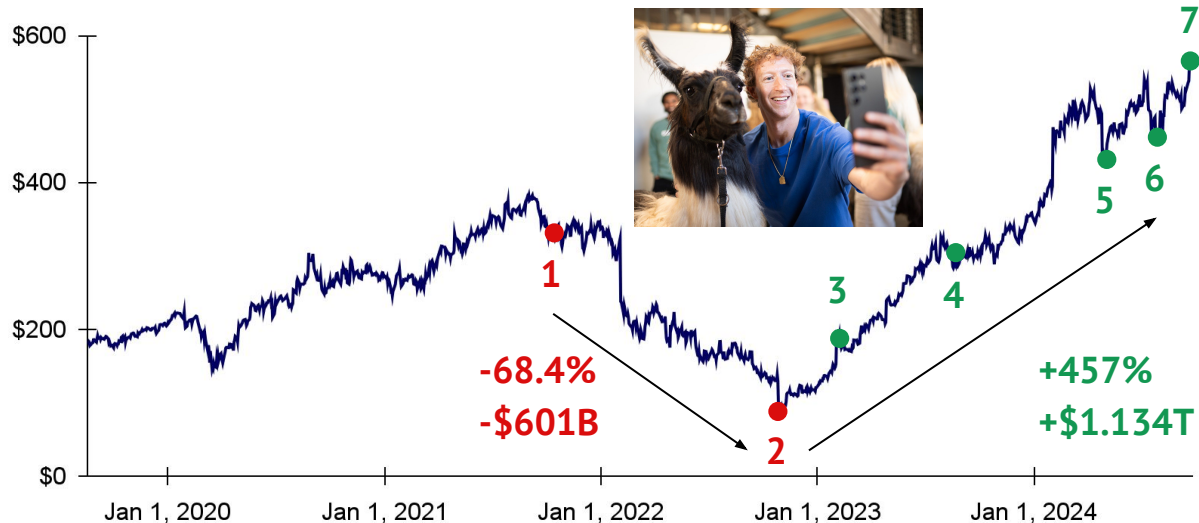 $600
7
$400
5
6
1
3
4
$200
-68.4%
-$601B
+457%
+$1.134T
2
$0
Jan 1, 2020
Jan 1, 2021
Jan 1, 2022
Jan 1, 2023
Jan 1, 2024